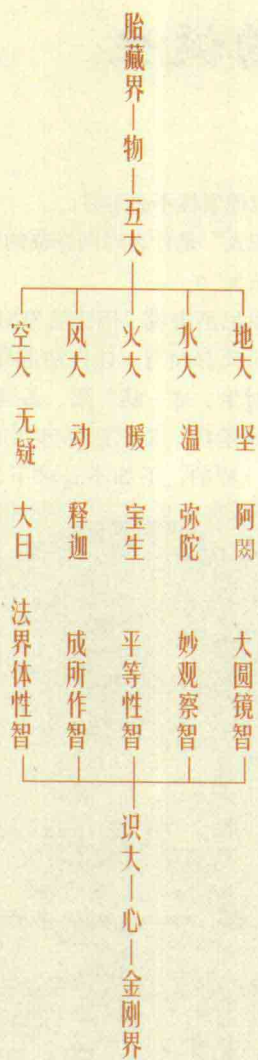 胎藏界—物—五大
地大 坚 阿閦 大圆镜智
水大 温 弥陀 妙观察智
火大 暖 宝生 平等性智
风大 动 释迦 成所作智
空大 无疑 大日 法界体性智
识大—心—金刚界